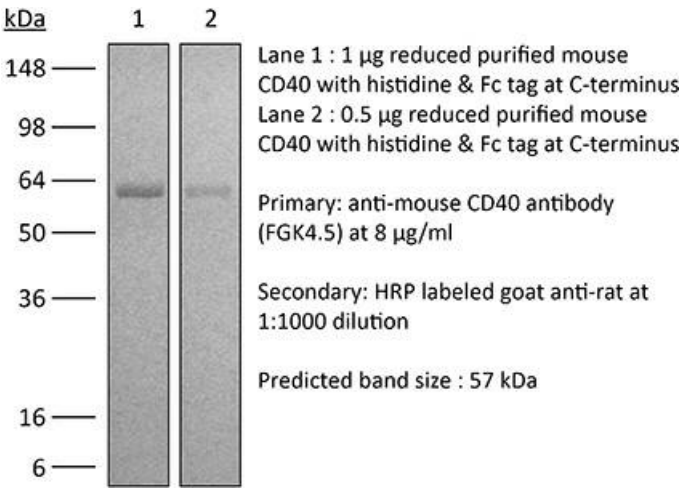 kDa 1 2
148
98
64
50
36
16
6
Lane 1 : 1 µg reduced purified mouse
CD40 with histidine & Fc tag at C-terminus
Lane 2 : 0.5 µg reduced purified mouse
CD40 with histidine & Fc tag at C-terminus
Primary: anti-mouse CD40 antibody
(FGK4.5) at 8 µg/ml
Secondary: HRP labeled goat anti-rat at
1:1000 dilution
Predicted band size : 57 kDa